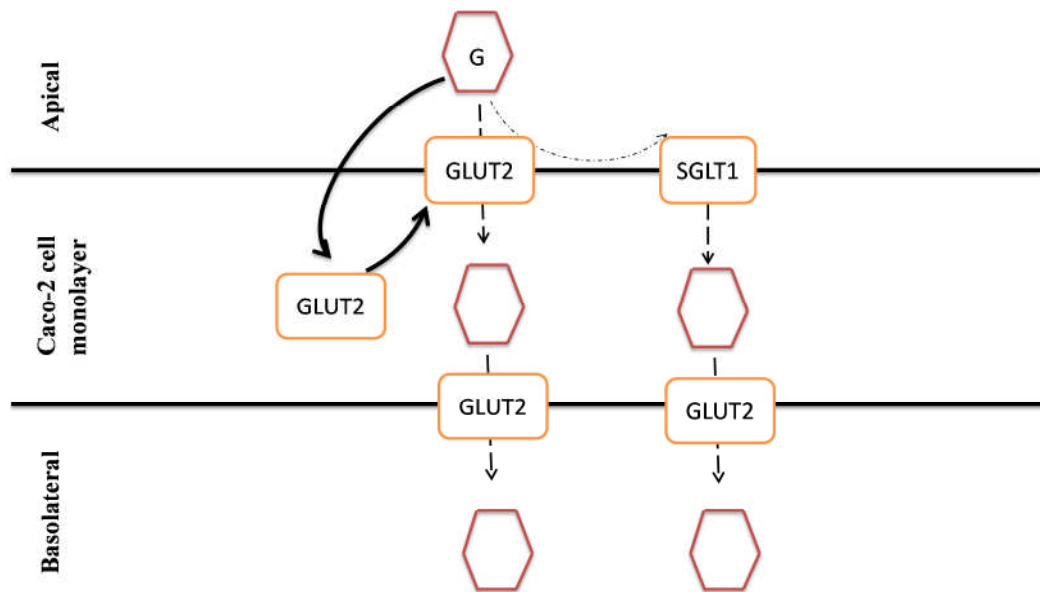 Apical
G
GLUT2
SGLT1
Caco-2 cell
monolayer
GLUT2
GLUT2
GLUT2
Basolateral